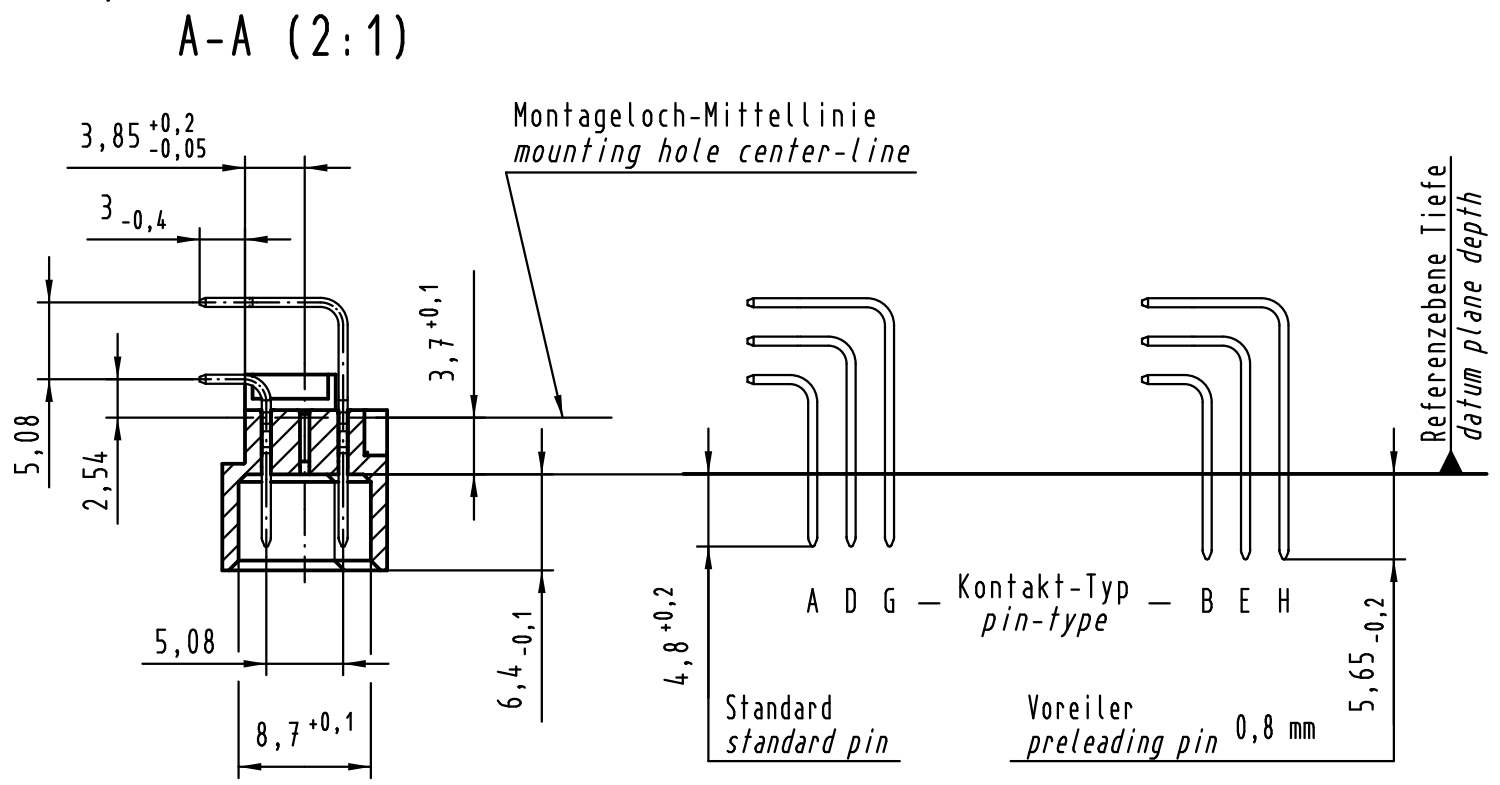 A-A (2:1)
3,85 +0,2 -0,05
3 -0,4
5,08
2,54
3,7 +0,1
Montageloch-Mittellinie
mounting hole center-line
6,4 -0,1
5,08
8,7 +0,1
4,8 +0,2
Standard
standard pin
A D G – Kontakt-Typ – B E H
pin-type
Voreiler
preleading pin 0,8 mm
5,65 -0,2
Referenzebene Tiefe
datum plane depth